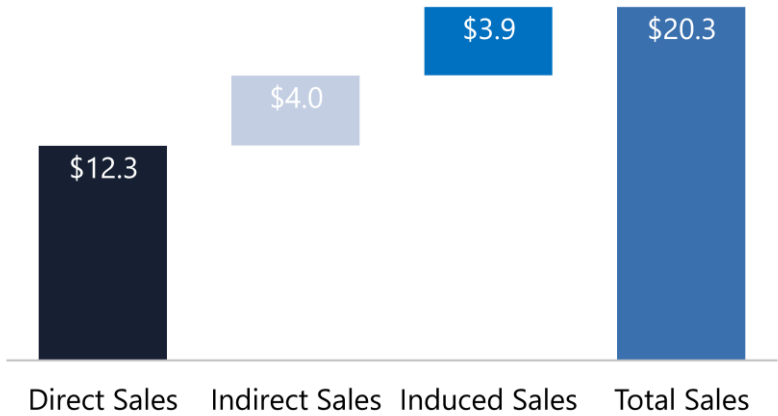 $3.9
$20.3
$4.0
$12.3
Direct Sales
Indirect Sales
Induced Sales
Total Sales